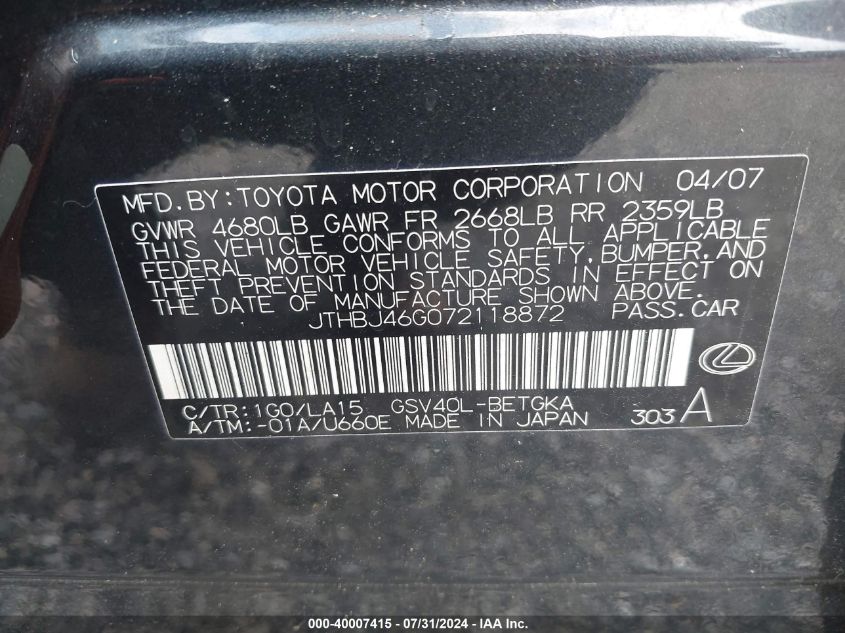 MFD.BY:TOYOTA MOTOR CORPORATION 04/07
GVWR 4680LB GAWR FR 2668LB RR 2359LB
THIS VEHICLE CONFORMS TO ALL APPLICABLE
FEDERAL MOTOR VEHICLE SAFETY,BUMPER,AND
THEFT PREVENTION STANDARDS IN EFFECT ON
THE DATE OF MANUFACTURE SHOWN ABOVE.
JTHBJ46G072118872 PASS.CAR
C/TR:1G0/LA15 GSV40L-BETGKA
A/TM:-01A/U660E MADE IN JAPAN 303 A
000-40007415 - 07/31/2024 - IAA Inc.